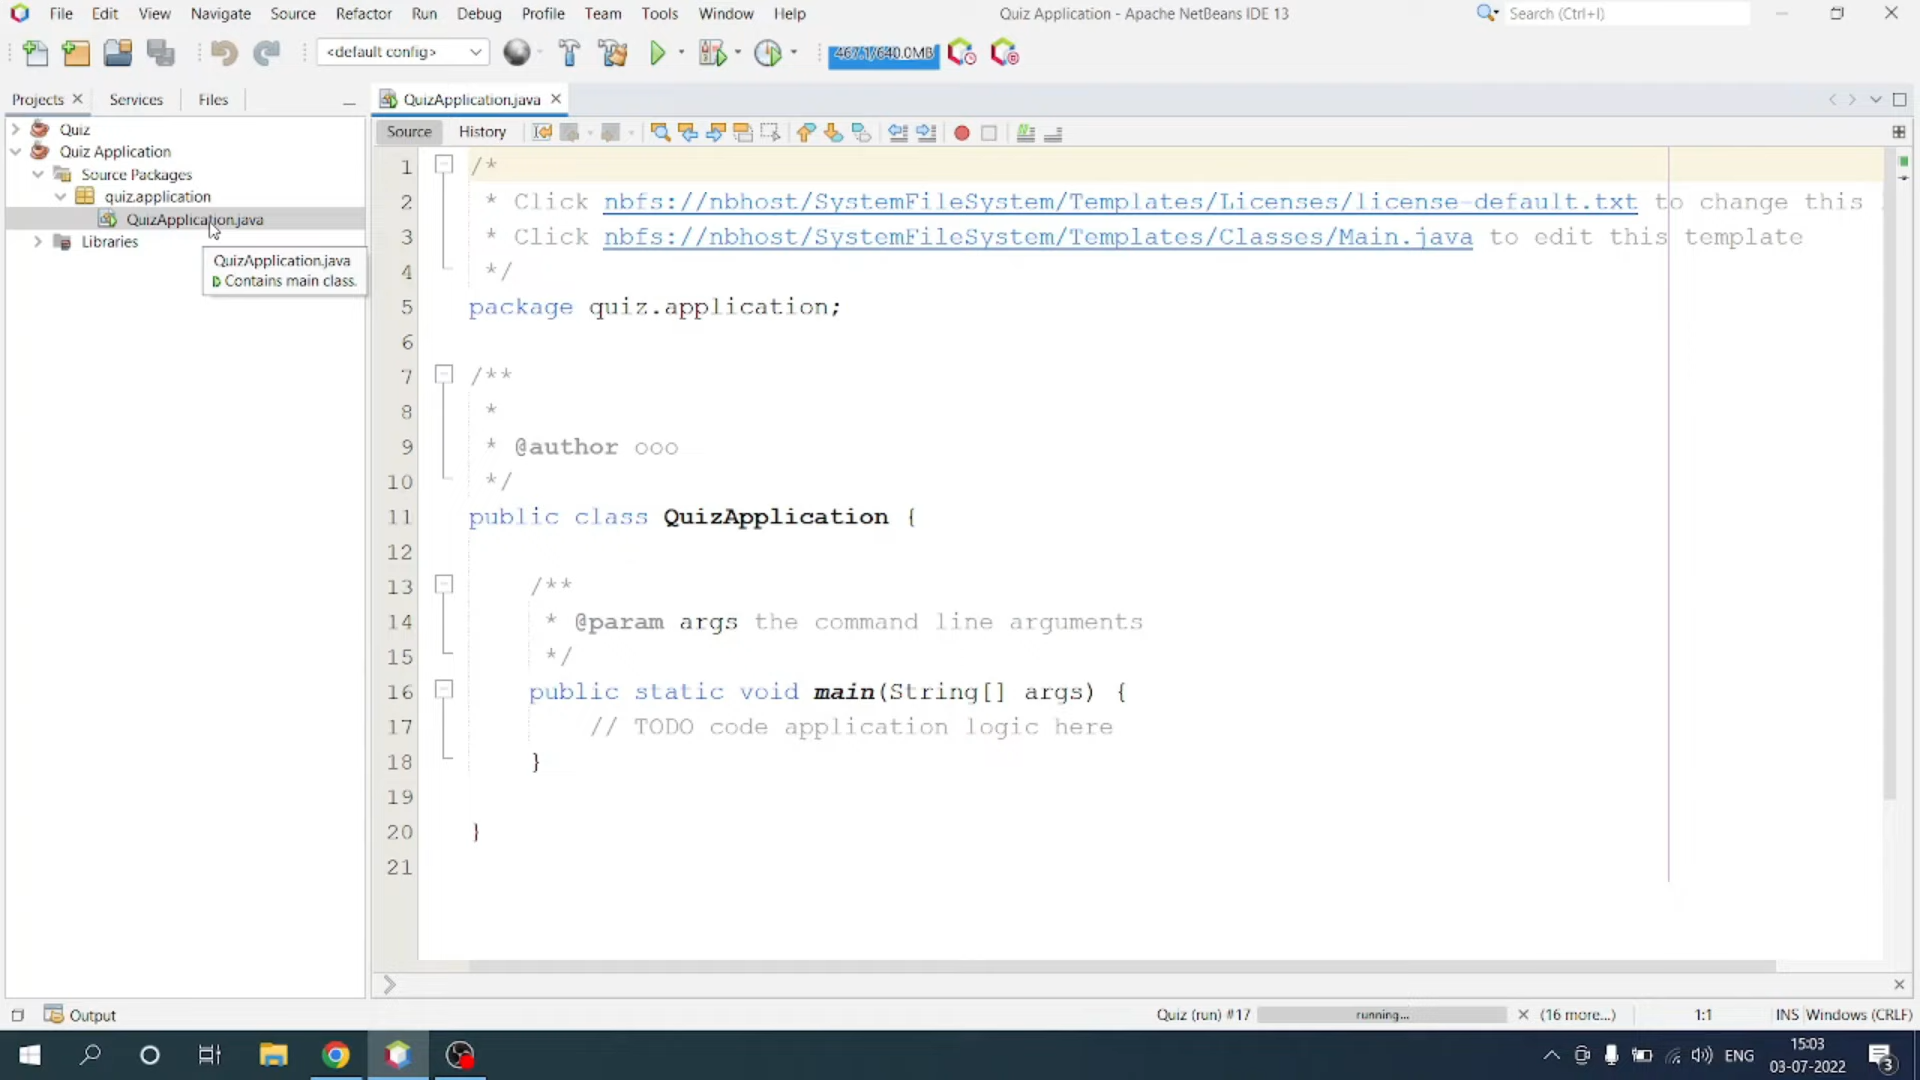 File Edit View Navigate Source Refactor Run Debug Profile Team Tools Window Help
Quiz Application - Apache NetBeans IDE 13
Search (Ctrl+I)
<default config>
467.1/640.0MB
Projects Services Files
QuizApplication.java
Quiz
Quiz Application
Source Packages
quiz.application
QuizApplication.java
Libraries
QuizApplication.java
Contains main class.
Source History
1 /*
2 * Click nbfs://nbhost/SystemFileSystem/Templates/Licenses/license-default.txt to change this
3 * Click nbfs://nbhost/SystemFileSystem/Templates/Classes/Main.java to edit this template
4 */
5 package quiz.application;
6
7 /**
8 *
9 * @author ooo
10 */
11 public class QuizApplication {
12
13 /**
14 * @param args the command line arguments
15 */
16 public static void main(String[] args) {
17 // TODO code application logic here
18 }
19
20 }
21
Output
Quiz (run) #17 running... (16 more...) 1:1 INS Windows (CRLF)
ENG
15:03
03-07-2022
3